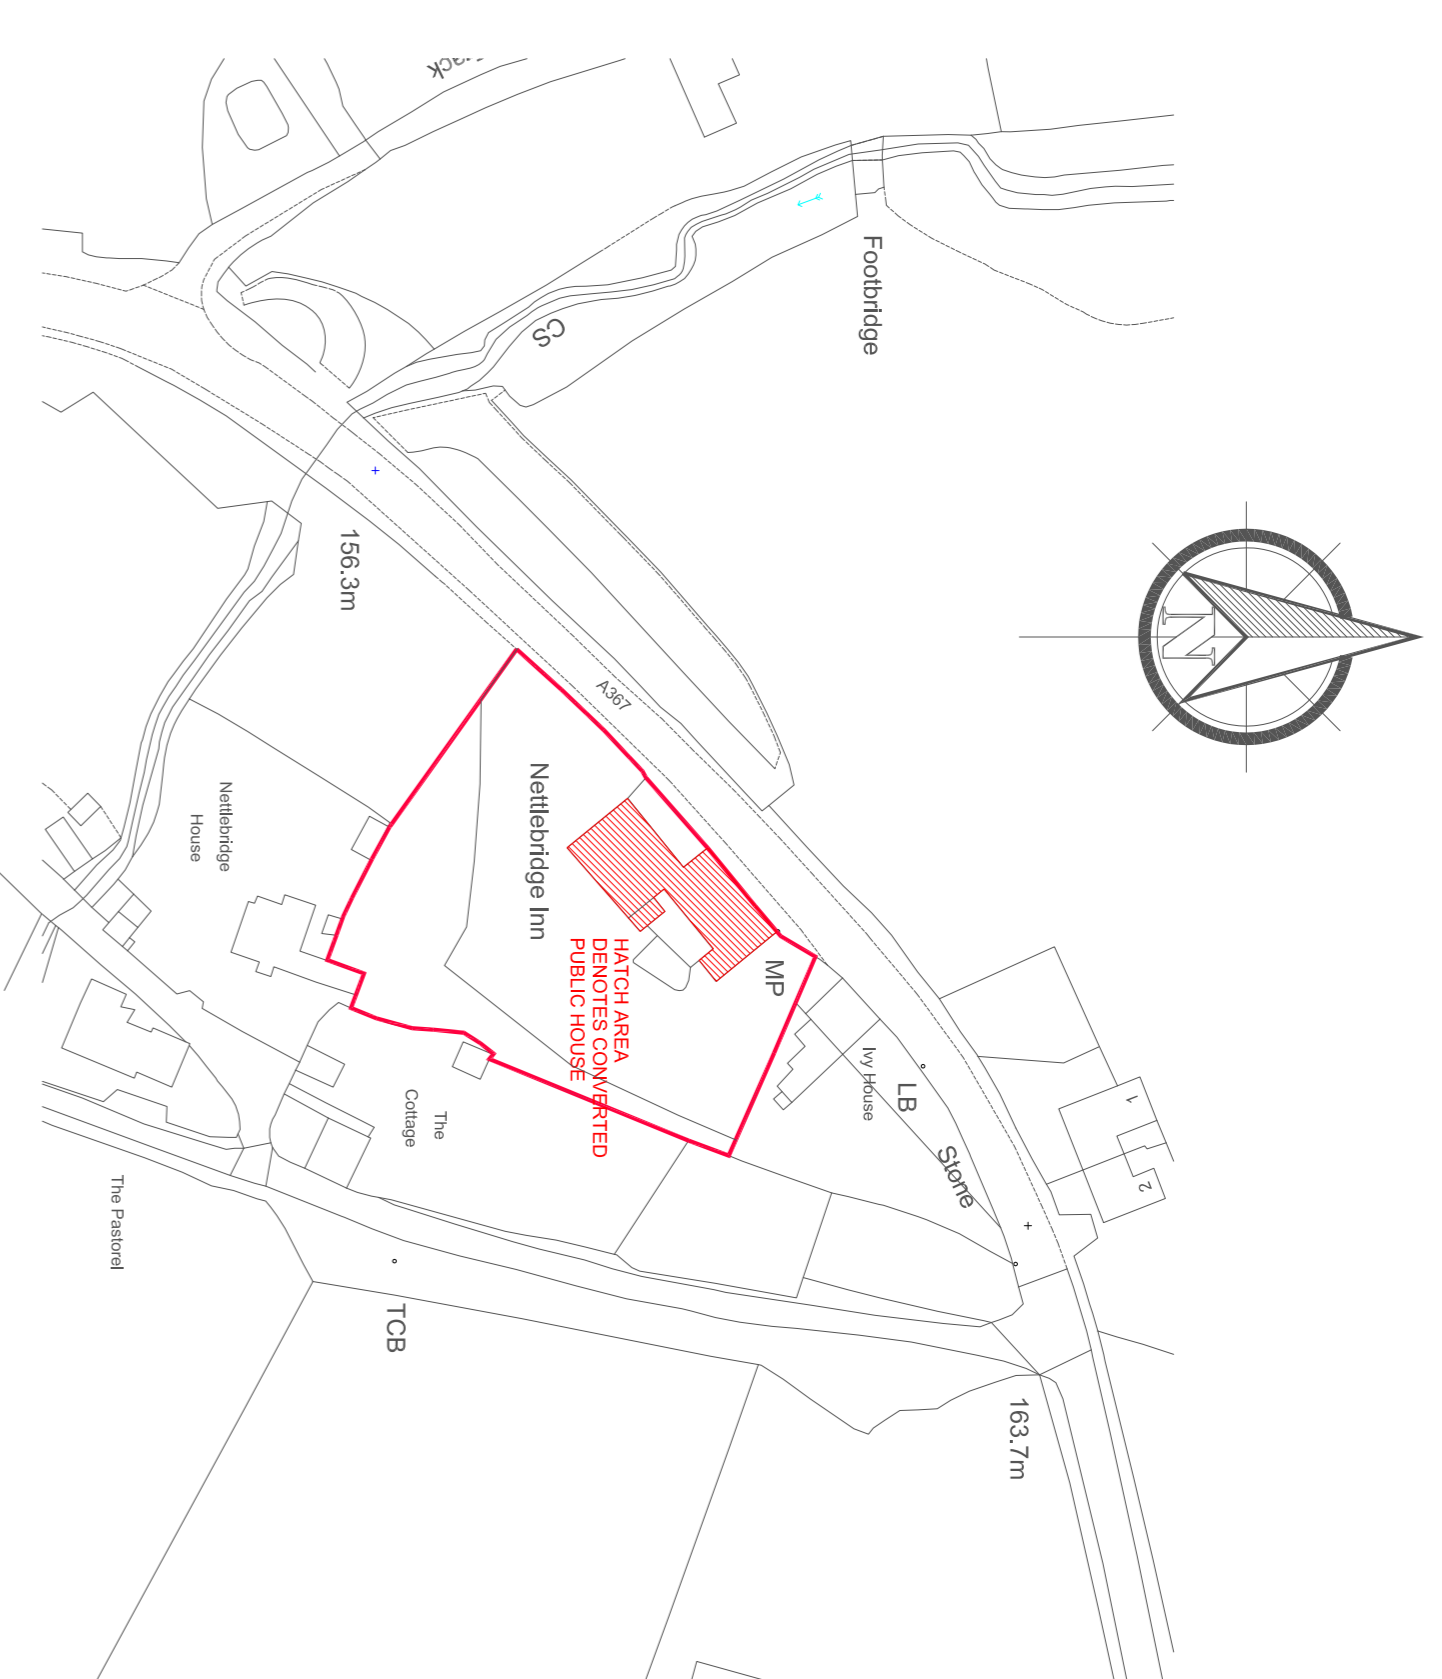 Track
Footbridge
CS
156.3m
A367
N
Nettlebridge Inn
Nettlebridge
House
HATCH AREA
DENOTES CONVERTED
PUBLIC HOUSE
MP
Ivy House
LB
Stone
1
2
The
Cottage
The Pastorel
TCB
163.7m